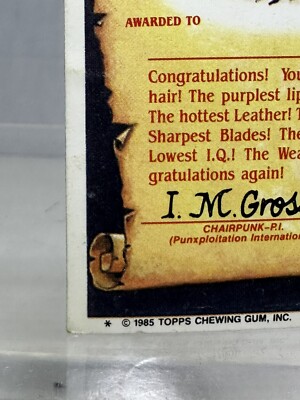 AWARDED TO
Congratulations! You
hair! The purplest lip
The hottest Leather!
Sharpest Blades! The
Lowest I.Q.! The Wea
gratulations again!
I. M. Gros
CHAIRPUNK-P.I.
(Punxploitation Internation
* © 1985 TOPPS CHEWING GUM, INC.